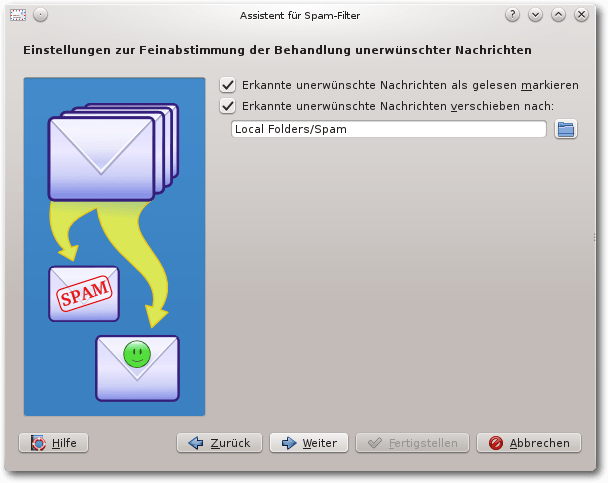 Assistent für Spam-Filter
Einstellungen zur Feinabstimmung der Behandlung unerwünschter Nachrichten
Erkannte unerwünschte Nachrichten als gelesen markieren
Erkannte unerwünschte Nachrichten verschieben nach:
Local Folders/Spam
SPAM
Hilfe
Zurück
Weiter
Fertigstellen
Abbrechen